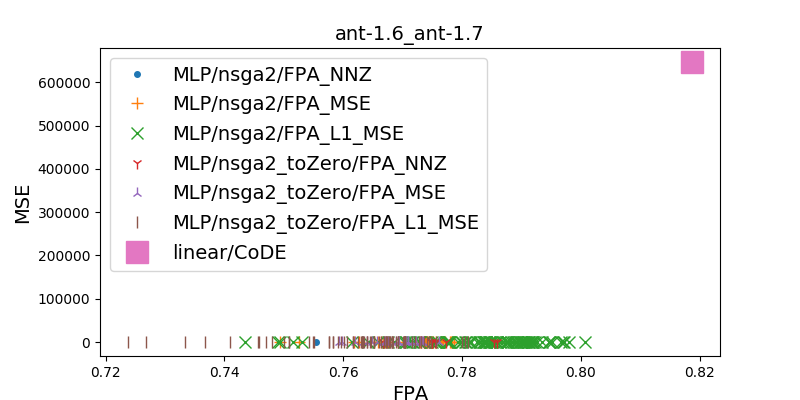 ant-1.6_ant-1.7
MSE
600000
500000
400000
300000
200000
100000
0
MLP/nsga2/FPA_NNZ
MLP/nsga2/FPA_MSE
MLP/nsga2/FPA_L1_MSE
MLP/nsga2_toZero/FPA_NNZ
MLP/nsga2_toZero/FPA_MSE
MLP/nsga2_toZero/FPA_L1_MSE
linear/CoDE
0.72 0.74 0.76 0.78 0.80 0.82
FPA